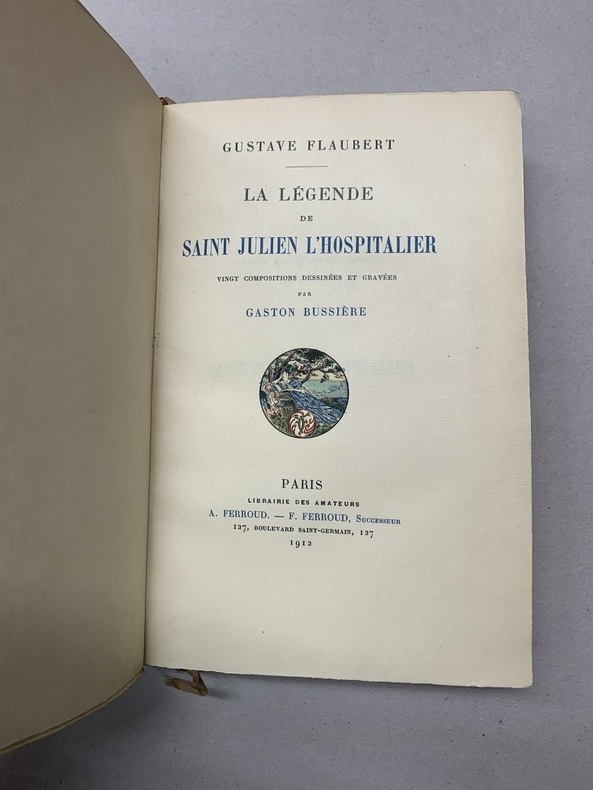 GUSTAVE FLAUBERT
LA LÉGENDE
DE
SAINT JULIEN L'HOSPITALIER
VINGT COMPOSITIONS DESSINÉES ET GRAVÉES
PAR
GASTON BUSSIÈRE
PARIS
LIBRAIRIE DES AMATEURS
A. FERROUD. — F. FERROUD, Successeur
127, BOULEVARD SAINT-GERMAIN, 127
1912